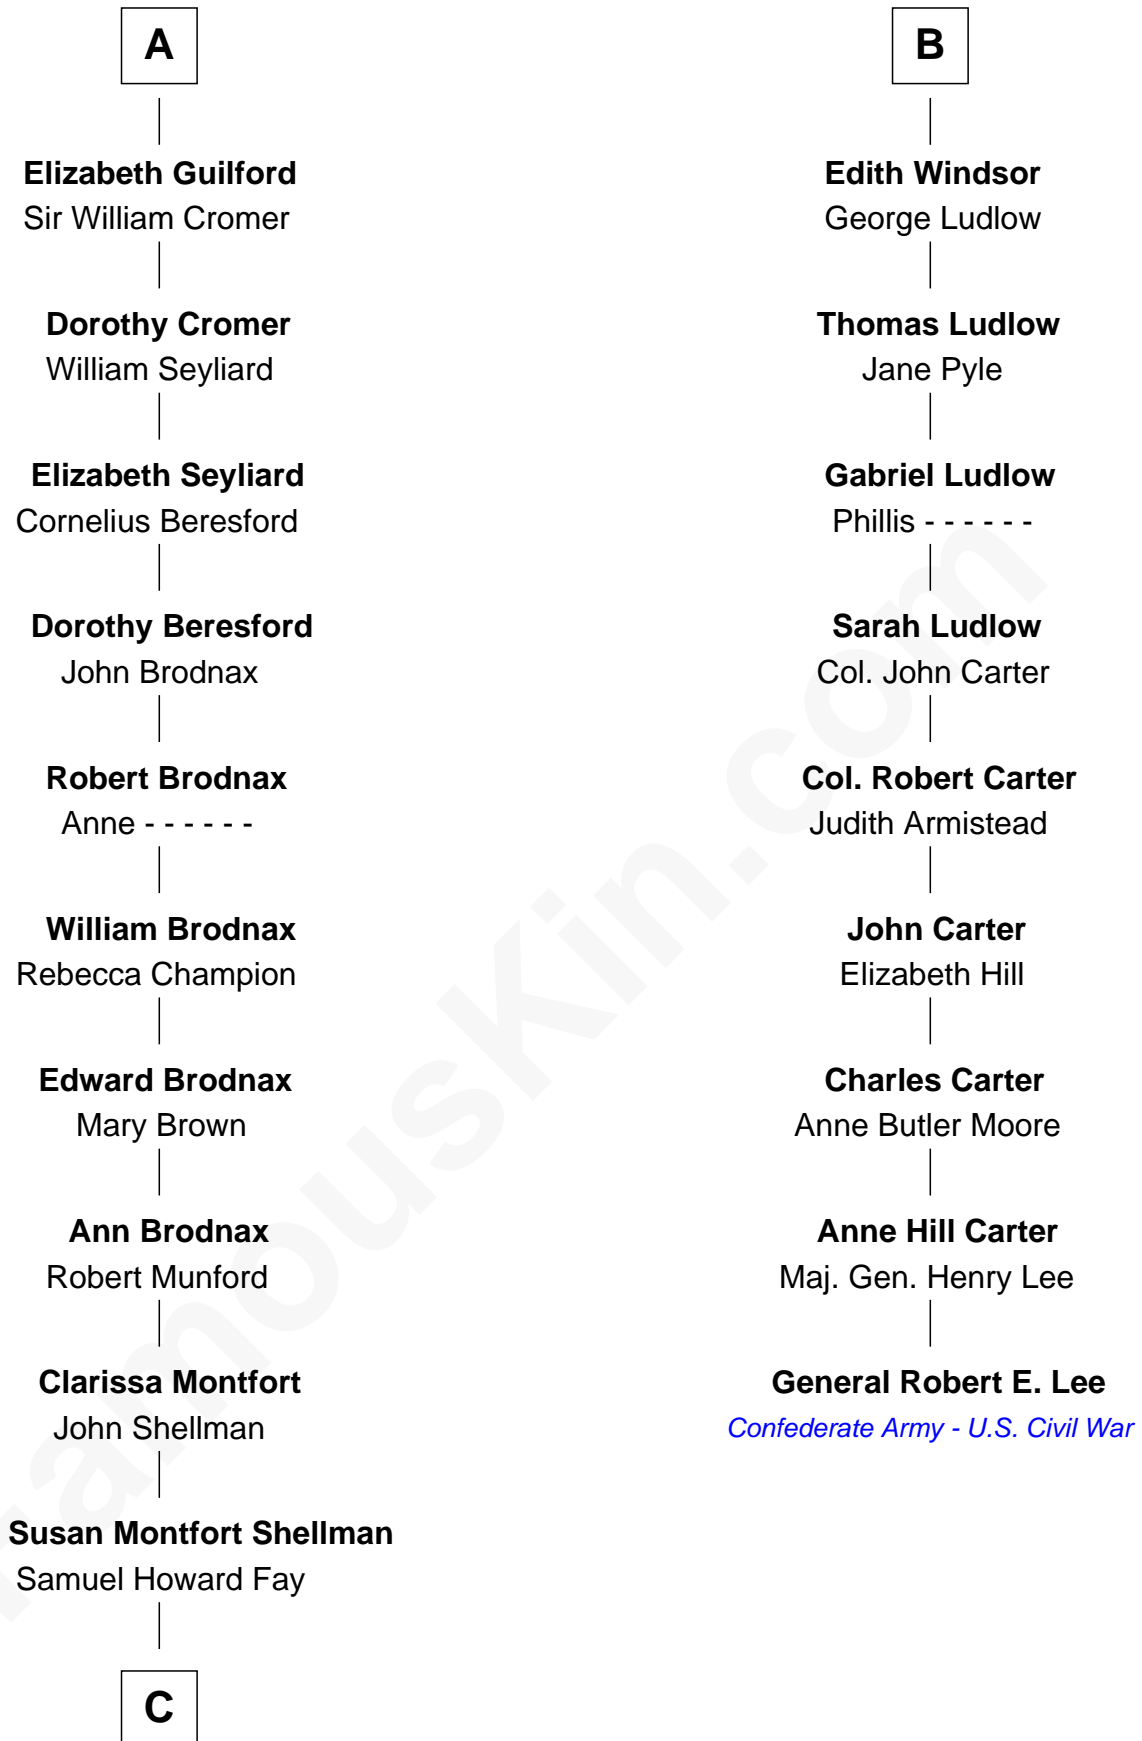 A
Elizabeth Guilford
Sir William Cromer
Dorothy Cromer
William Seyliard
Elizabeth Seyliard
Cornelius Beresford
Dorothy Beresford
John Brodnax
Robert Brodnax
Anne - - - - - -
William Brodnax
Rebecca Champion
Edward Brodnax
Mary Brown
Ann Brodnax
Robert Munford
Clarissa Montfort
John Shellman
Susan Montfort Shellman
Samuel Howard Fay
C
B
Edith Windsor
George Ludlow
Thomas Ludlow
Jane Pyle
Gabriel Ludlow
Phillis - - - - - -
Sarah Ludlow
Col. John Carter
Col. Robert Carter
Judith Armistead
John Carter
Elizabeth Hill
Charles Carter
Anne Butler Moore
Anne Hill Carter
Maj. Gen. Henry Lee
General Robert E. Lee
Confederate Army - U.S. Civil War
FamousKin.com